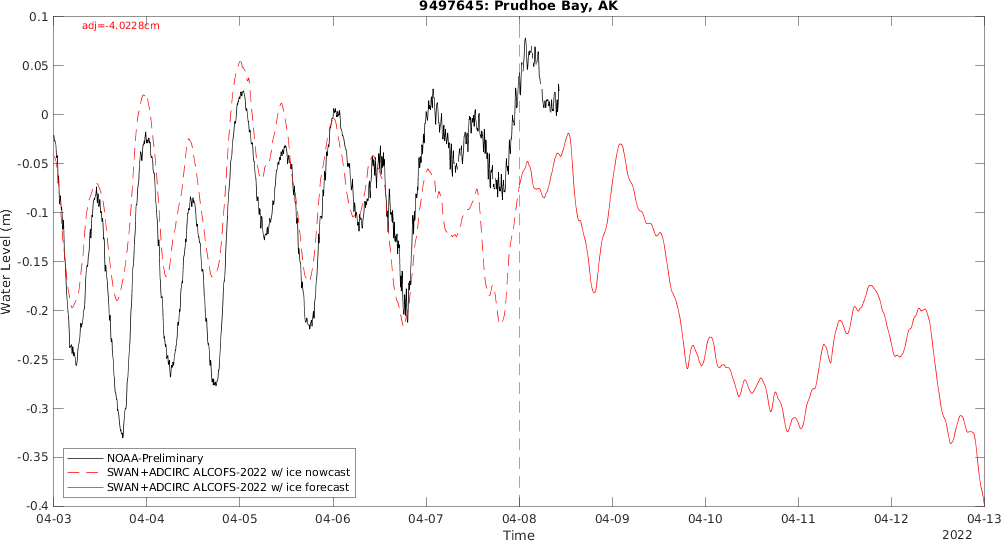 9497645: Prudhoe Bay, AK
adj=-4.0228cm
0.1
0.05
0
-0.05
-0.1
-0.15
-0.2
-0.25
-0.3
-0.35
-0.4
Water Level (m)
NOAA-Preliminary
SWAN+ADCIRC ALCOFS-2022 w/ ice nowcast
SWAN+ADCIRC ALCOFS-2022 w/ ice forecast
04-03 04-04 04-05 04-06 04-07 04-08 04-09 04-10 04-11 04-12 04-13
Time
2022